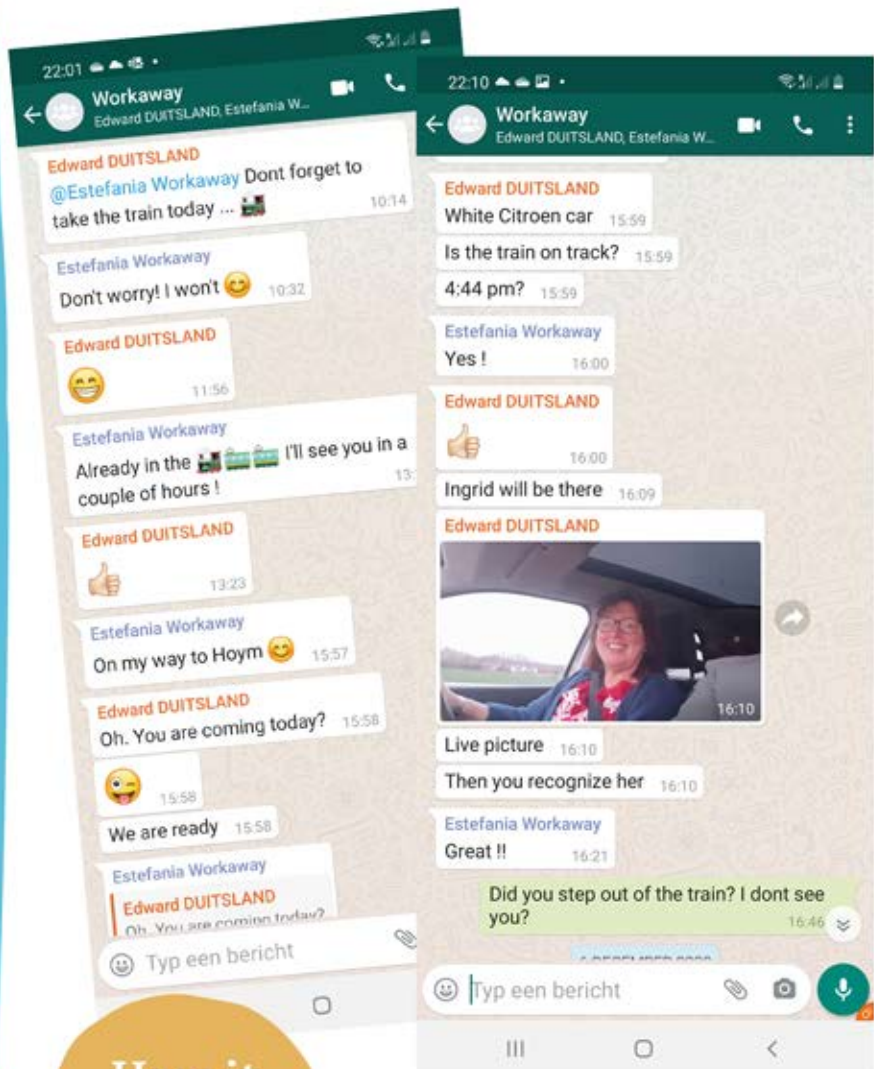 22:01
Workaway
Edward DUITSLAND, Estefania W...
Edward DUITSLAND
@Estefania Workaway Dont forget to
take the train today ...
10:14
Estefania Workaway
Don't worry! I won't
10:32
Edward DUITSLAND
11:56
Estefania Workaway
Already in the I'll see you in a
couple of hours !
13:
Edward DUITSLAND
13:23
Estefania Workaway
On my way to Hoym
15:57
Edward DUITSLAND
Oh. You are coming today? 15:58
15:58
We are ready 15:58
Estefania Workaway
Edward DUITSLAND
Oh. You are coming today?
Typ een bericht
22:10
Workaway
Edward DUITSLAND, Estefania W...
Edward DUITSLAND
White Citroen car 15:59
Is the train on track? 15:59
4:44 pm? 15:59
Estefania Workaway
Yes !
16:00
Edward DUITSLAND
16:00
Ingrid will be there 16:09
Edward DUITSLAND
16:10
Live picture 16:10
Then you recognize her 16:10
Estefania Workaway
Great !!
16:21
Did you step out of the train? I dont see
you?
16:46
DECEMBER
Typ een bericht